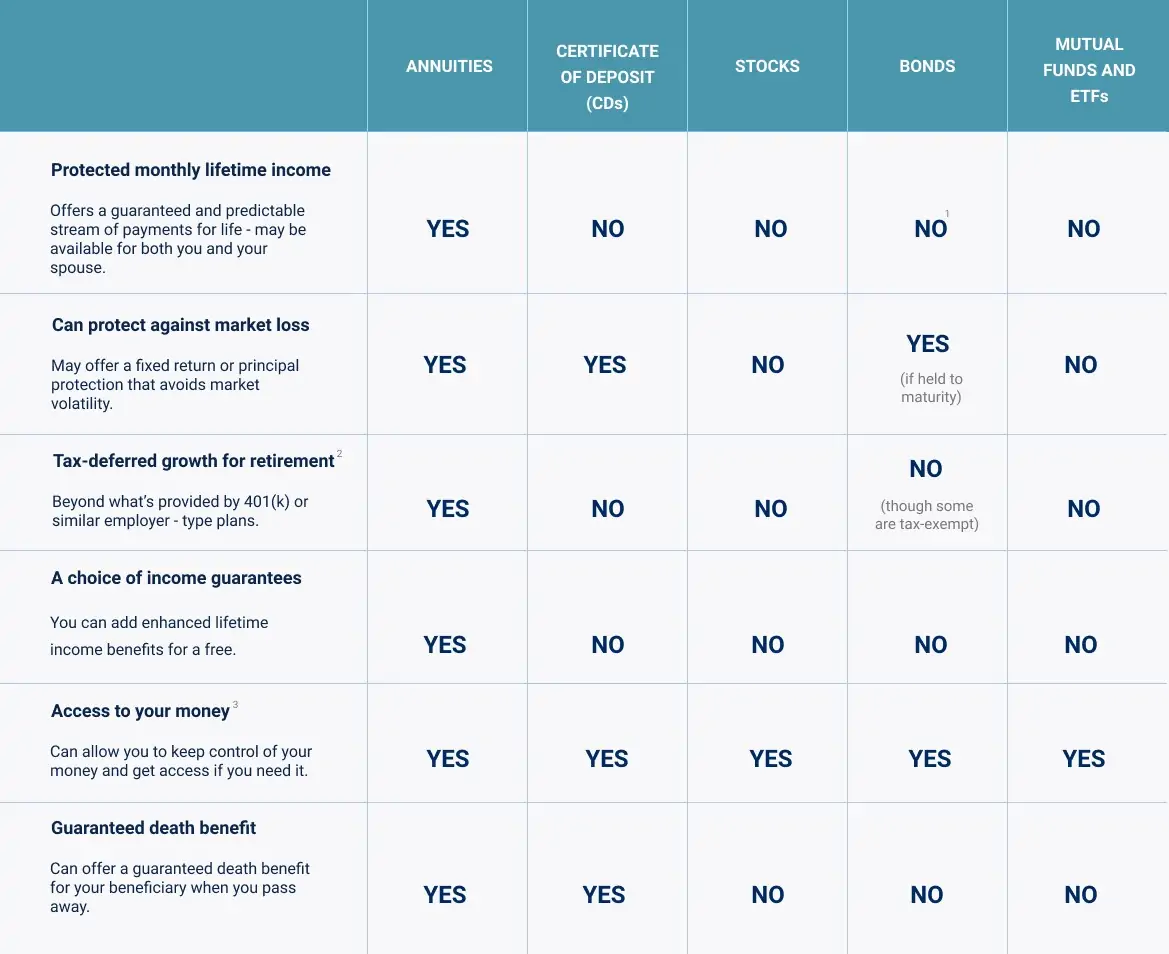 ANNUITIES
CERTIFICATE
OF DEPOSIT
(CDs)
STOCKS
BONDS
MUTUAL
FUNDS AND
ETFs
Protected monthly lifetime income
Offers a guaranteed and predictable
stream of payments for life - may be
available for both you and your
spouse.
YES
NO
NO
NO 1
NO
Can protect against market loss
May offer a fixed return or principal
protection that avoids market
volatility.
YES
YES
NO
YES
(if held to
maturity)
NO
Tax-deferred growth for retirement 2
Beyond what’s provided by 401(k) or
similar employer - type plans.
YES
NO
NO
NO
(though some
are tax-exempt)
NO
A choice of income guarantees
You can add enhanced lifetime
income benefits for a free.
YES
NO
NO
NO
NO
Access to your money 3
Can allow you to keep control of your
money and get access if you need it.
YES
YES
YES
YES
YES
Guaranteed death benefit
Can offer a guaranteed death benefit
for your beneficiary when you pass
away.
YES
YES
NO
NO
NO